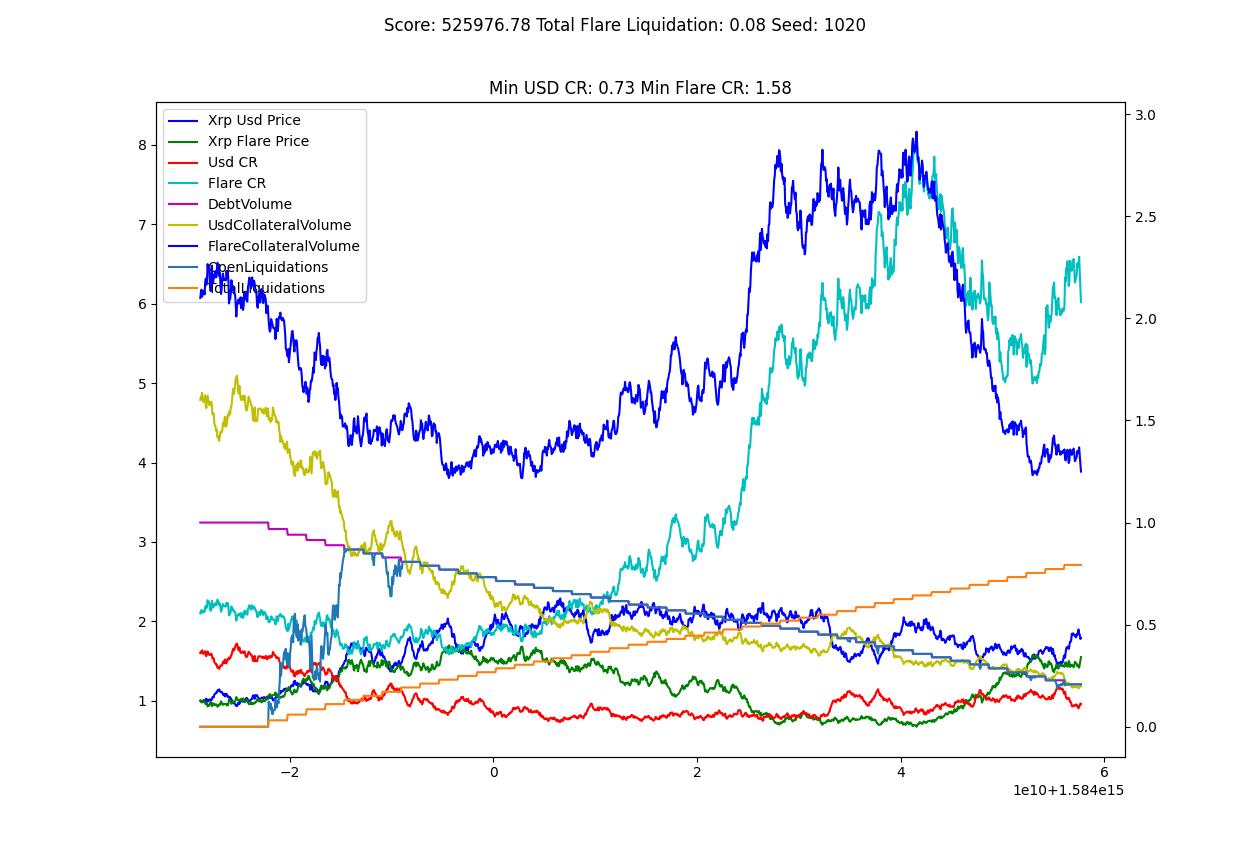 Score: 525976.78 Total Flare Liquidation: 0.08 Seed: 1020
Min USD CR: 0.73 Min Flare CR: 1.58
Xrp Usd Price
Xrp Flare Price
Usd CR
Flare CR
DebtVolume
UsdCollateralVolume
FlareCollateralVolume
OpenLiquidations
TotalLiquidations
8
7
6
5
4
3
2
1
3.0
2.5
2.0
1.5
1.0
0.5
0.0
−2 0 2 4 6
1e10+1.584e15